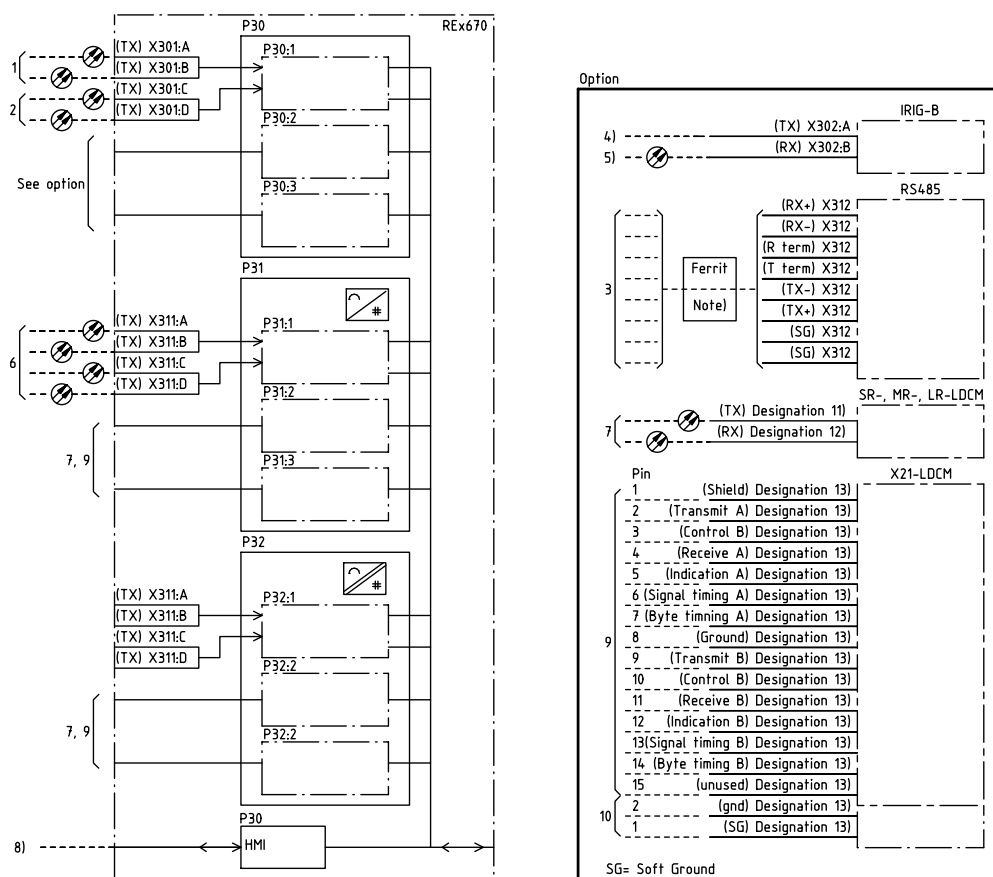 P30
REx670
P30:1
(TX) X301:A
(TX) X301:B
1
(TX) X301:C
(TX) X301:D
2
P30:2
See option
P30:3
P31
P31:1
(TX) X311:A
(TX) X311:B
(TX) X311:C
(TX) X311:D
6
#
P31:2
7, 9
P31:3
P32
#
(TX) X311:A
P32:1
(TX) X311:B
(TX) X311:C
(TX) X311:D
P32:2
7, 9
P32:2
P30
8)
HMI
Option
IRIG-B
4)
(TX) X302:A
5)
(RX) X302:B
RS485
(RX+) X312
(RX-) X312
(R term) X312
(T term) X312
(TX-) X312
(TX+) X312
(SG) X312
(SG) X312
3
Ferrit
Note)
SR-, MR-, LR-LDCM
7
(TX) Designation 11)
(RX) Designation 12)
Pin
X21-LDCM
1 (Shield) Designation 13)
2 (Transmit A) Designation 13)
3 (Control B) Designation 13)
4 (Receive A) Designation 13)
5 (Indication A) Designation 13)
6 (Signal timing A) Designation 13)
7 (Byte timning A) Designation 13)
8 (Ground) Designation 13)
9
9 (Transmit B) Designation 13)
10 (Control B) Designation 13)
11 (Receive B) Designation 13)
12 (Indication B) Designation 13)
13(Signal timing B) Designation 13)
14 (Byte timing B) Designation 13)
15 (unused) Designation 13)
10
2 (gnd) Designation 13)
1 (SG) Designation 13)
SG= Soft Ground